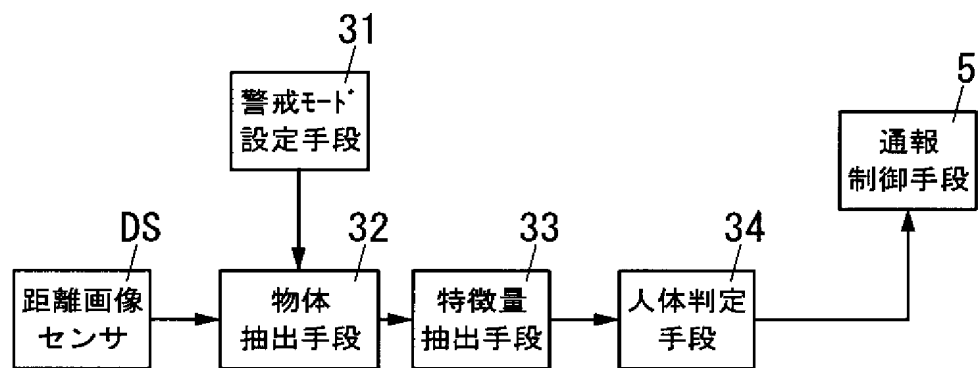 31
警戒ﾓｰﾄﾞ
設定手段
5
通報
制御手段
DS
距離画像
センサ
32
物体
抽出手段
33
特徴量
抽出手段
34
人体判定
手段